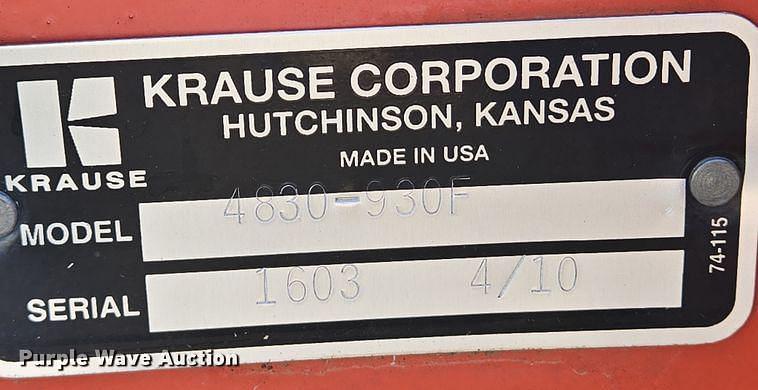 KRAUSE CORPORATION
HUTCHINSON, KANSAS
MADE IN USA
KRAUSE
MODEL 4830-930F
SERIAL 1603 4/10
74-115
Purple Wave Auction